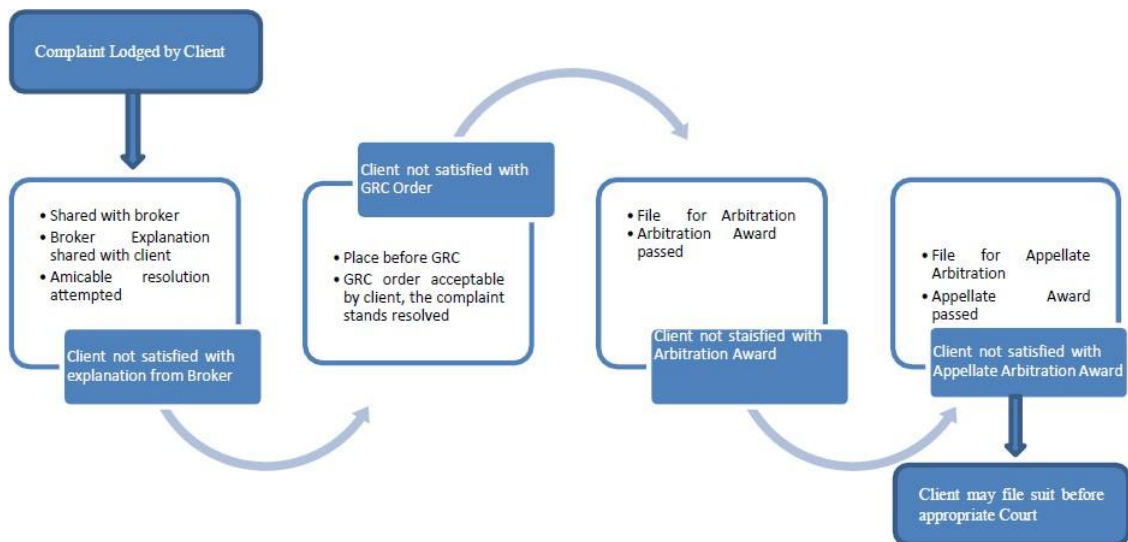 Complaint Lodged by Client
• Shared with broker
• Broker Explanation
shared with client
• Amicable resolution
attempted
Client not satisfied with
explanation from Broker
Client not satisfied with
GRC Order
• Place before GRC
• GRC order acceptable
by client, the complaint
stands resolved
• File for Arbitration
• Arbitration Award
passed
Client not staisfied with
Arbitration Award
• File for Appellate
Arbitration
• Appellate Award
passed
Client not satisfied with
Appellate Arbitration Award
Client may file suit before
appropriate Court